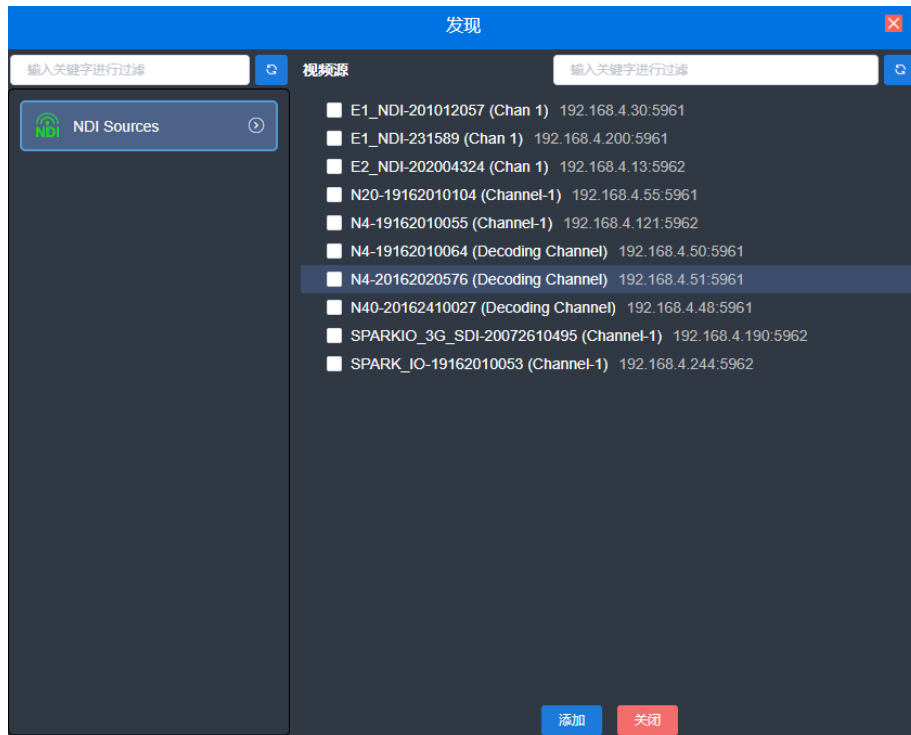 发现
输入关键字进行过滤
视频源
输入关键字进行过滤
NDI
NDI Sources
E1_NDI-201012057 (Chan 1) 192.168.4.30:5961
E1_NDI-231589 (Chan 1) 192.168.4.200:5961
E2_NDI-202004324 (Chan 1) 192.168.4.13:5962
N20-19162010104 (Channel-1) 192.168.4.55:5961
N4-19162010055 (Channel-1) 192.168.4.121:5962
N4-19162010064 (Decoding Channel) 192.168.4.50:5961
N4-20162020576 (Decoding Channel) 192.168.4.51:5961
N40-20162410027 (Decoding Channel) 192.168.4.48:5961
SPARKIO_3G_SDI-20072610495 (Channel-1) 192.168.4.190:5962
SPARK_IO-19162010053 (Channel-1) 192.168.4.244:5962
添加
关闭